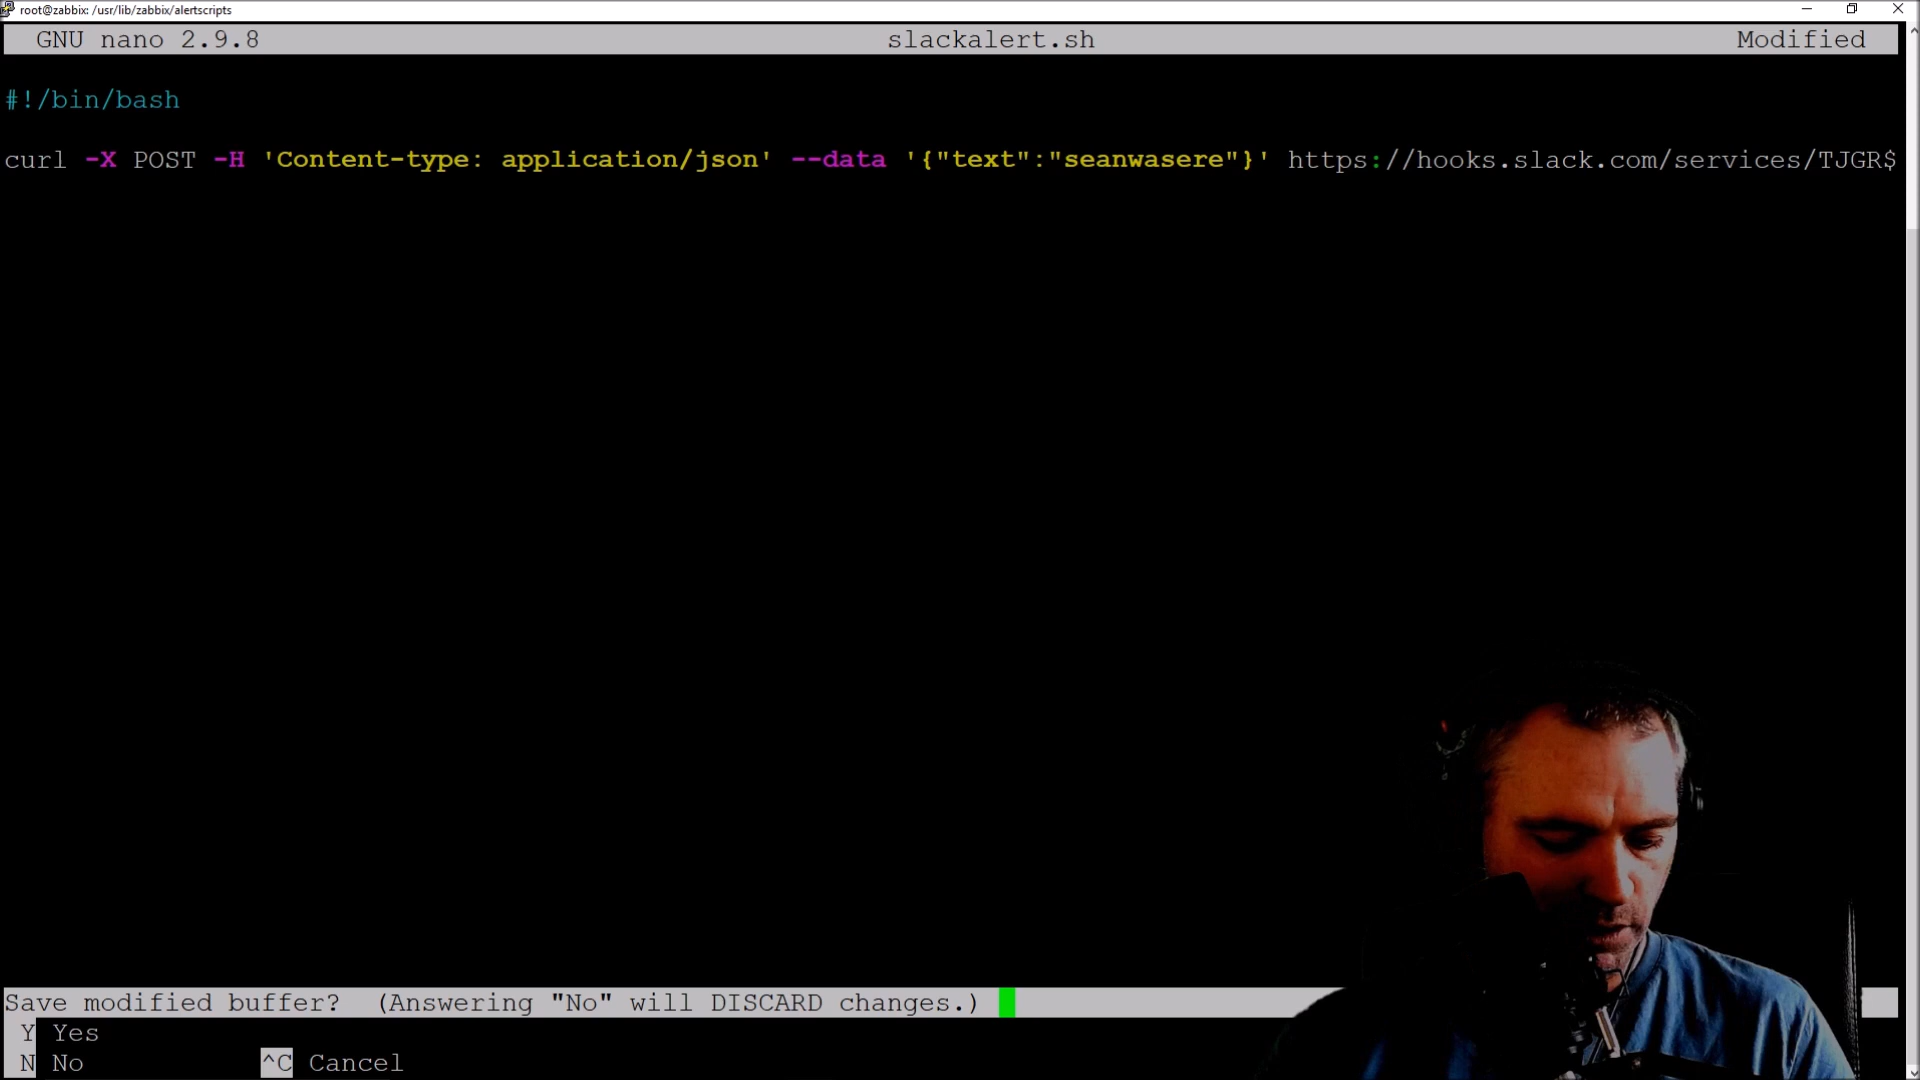 root@zabbix: /usr/lib/zabbix/alertscripts
GNU nano 2.9.8 slackalert.sh Modified
#!/bin/bash
curl -X POST -H 'Content-type: application/json' --data '{"text":"seanwasere"}' https://hooks.slack.com/services/TJGR$
Save modified buffer? (Answering "No" will DISCARD changes.)
Y Yes
N No ^C Cancel